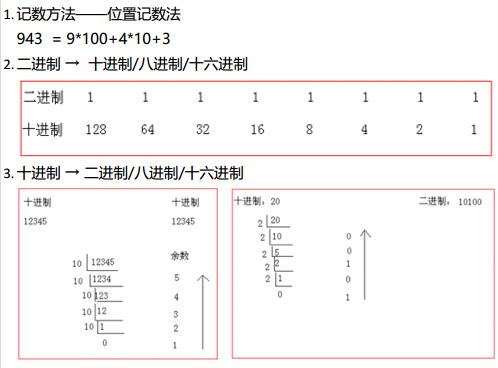 1. 记数方法——位置记数法
943 = 9*100+4*10+3
2. 二进制 → 十进制/八进制/十六进制
二进制 1 1 1 1 1 1 1 1
十进制 128 64 32 16 8 4 2 1
3. 十进制 → 二进制/八进制/十六进制
十进制 十进制
12345 12345
余数
10 12345
10 1234 5
10 123 4
10 12 3
10 1 2
0 1
十进制：20 二进制： 10100
2 20
2 10 0
2 5 0
2 2 1
2 1 0
0 1